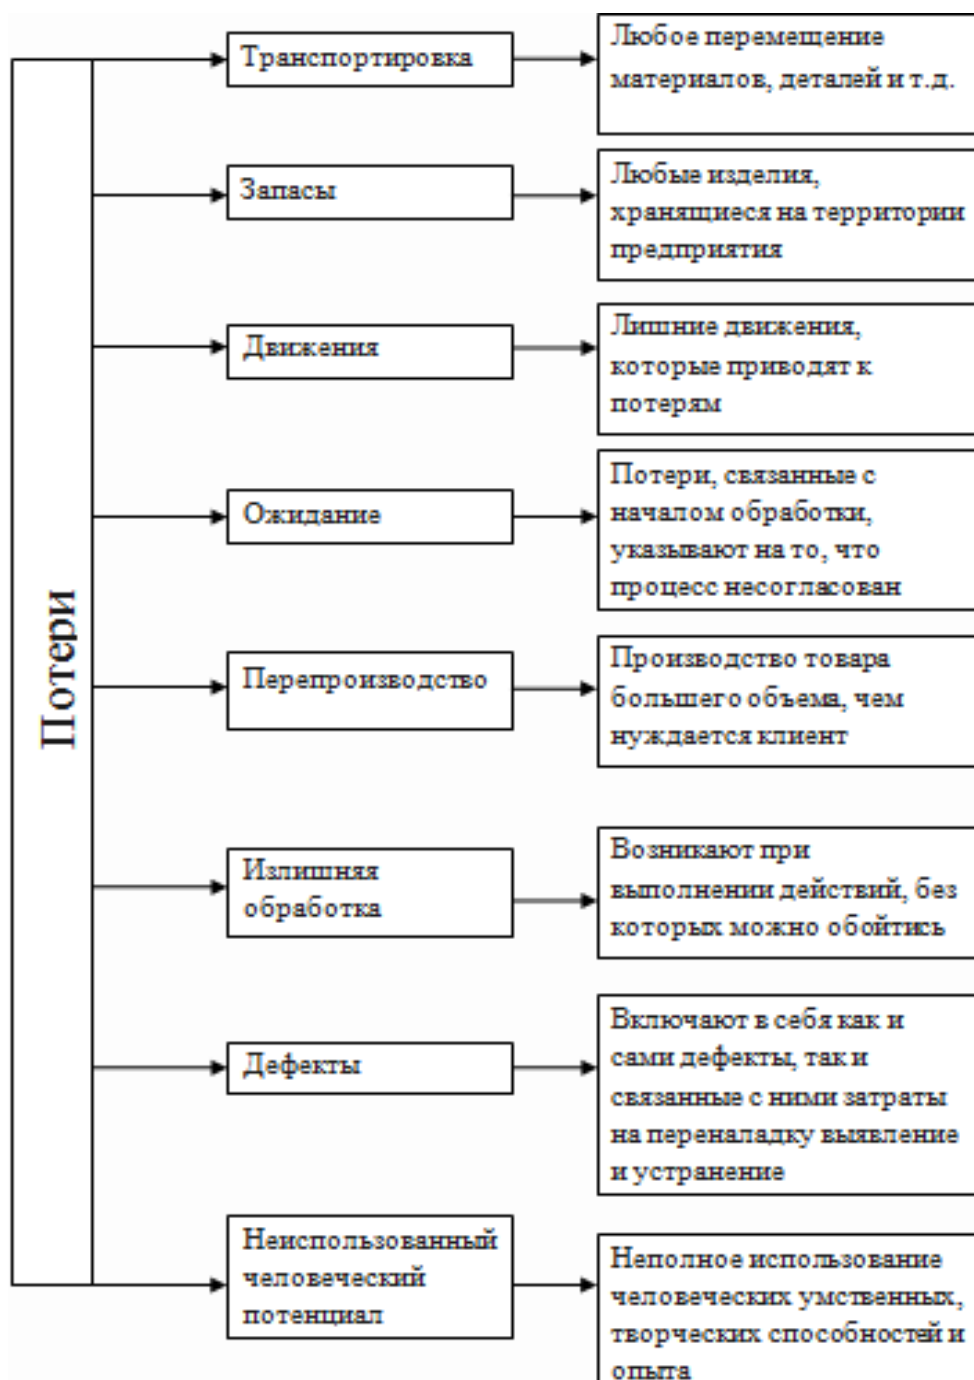 Потери
Транспортировка
Любое перемещение
материалов, деталей и т.д.
Запасы
Любые изделия,
хранящиеся на территории
предприятия
Движения
Лишние движения,
которые приводят к
потерям
Ожидание
Потери, связанные с
началом обработки,
указывают на то, что
процесс несогласован
Перепроизводство
Производство товара
большего объема, чем
нуждается клиент
Излишняя
обработка
Возникают при
выполнении действий, без
которых можно обойтись
Дефекты
Включают в себя как и
сами дефекты, так и
связанные с ними затраты
на переналадку выявление
и устранение
Неиспользованный
человеческий
потенциал
Неполное использование
человеческих умственных,
творческих способностей и
опыта